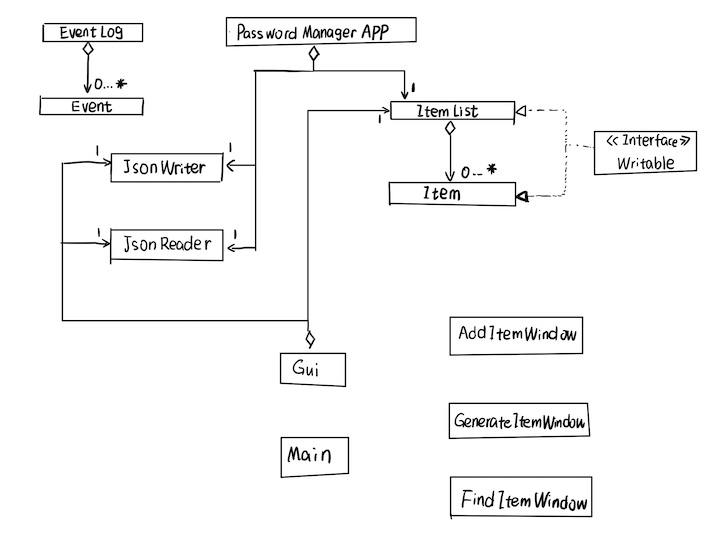 Event Log
0...*
Event
Password Manager APP
1
1
Item List
0...*
Item
<<Interface>>
Writable
1
Json Writer
1
1
Json Reader
1
Gui
Main
AddItemWindow
GenerateItemWindow
FindItemWindow